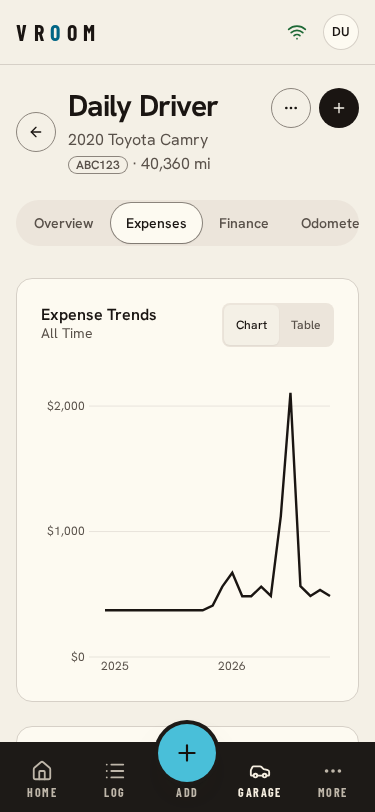 VROOM
DU
Daily Driver
2020 Toyota Camry
ABC123 · 40,360 mi
Overview Expenses Finance Odomete
Expense Trends
All Time
Chart Table
$2,000
$1,000
$0
2025 2026
HOME LOG ADD GARAGE MORE